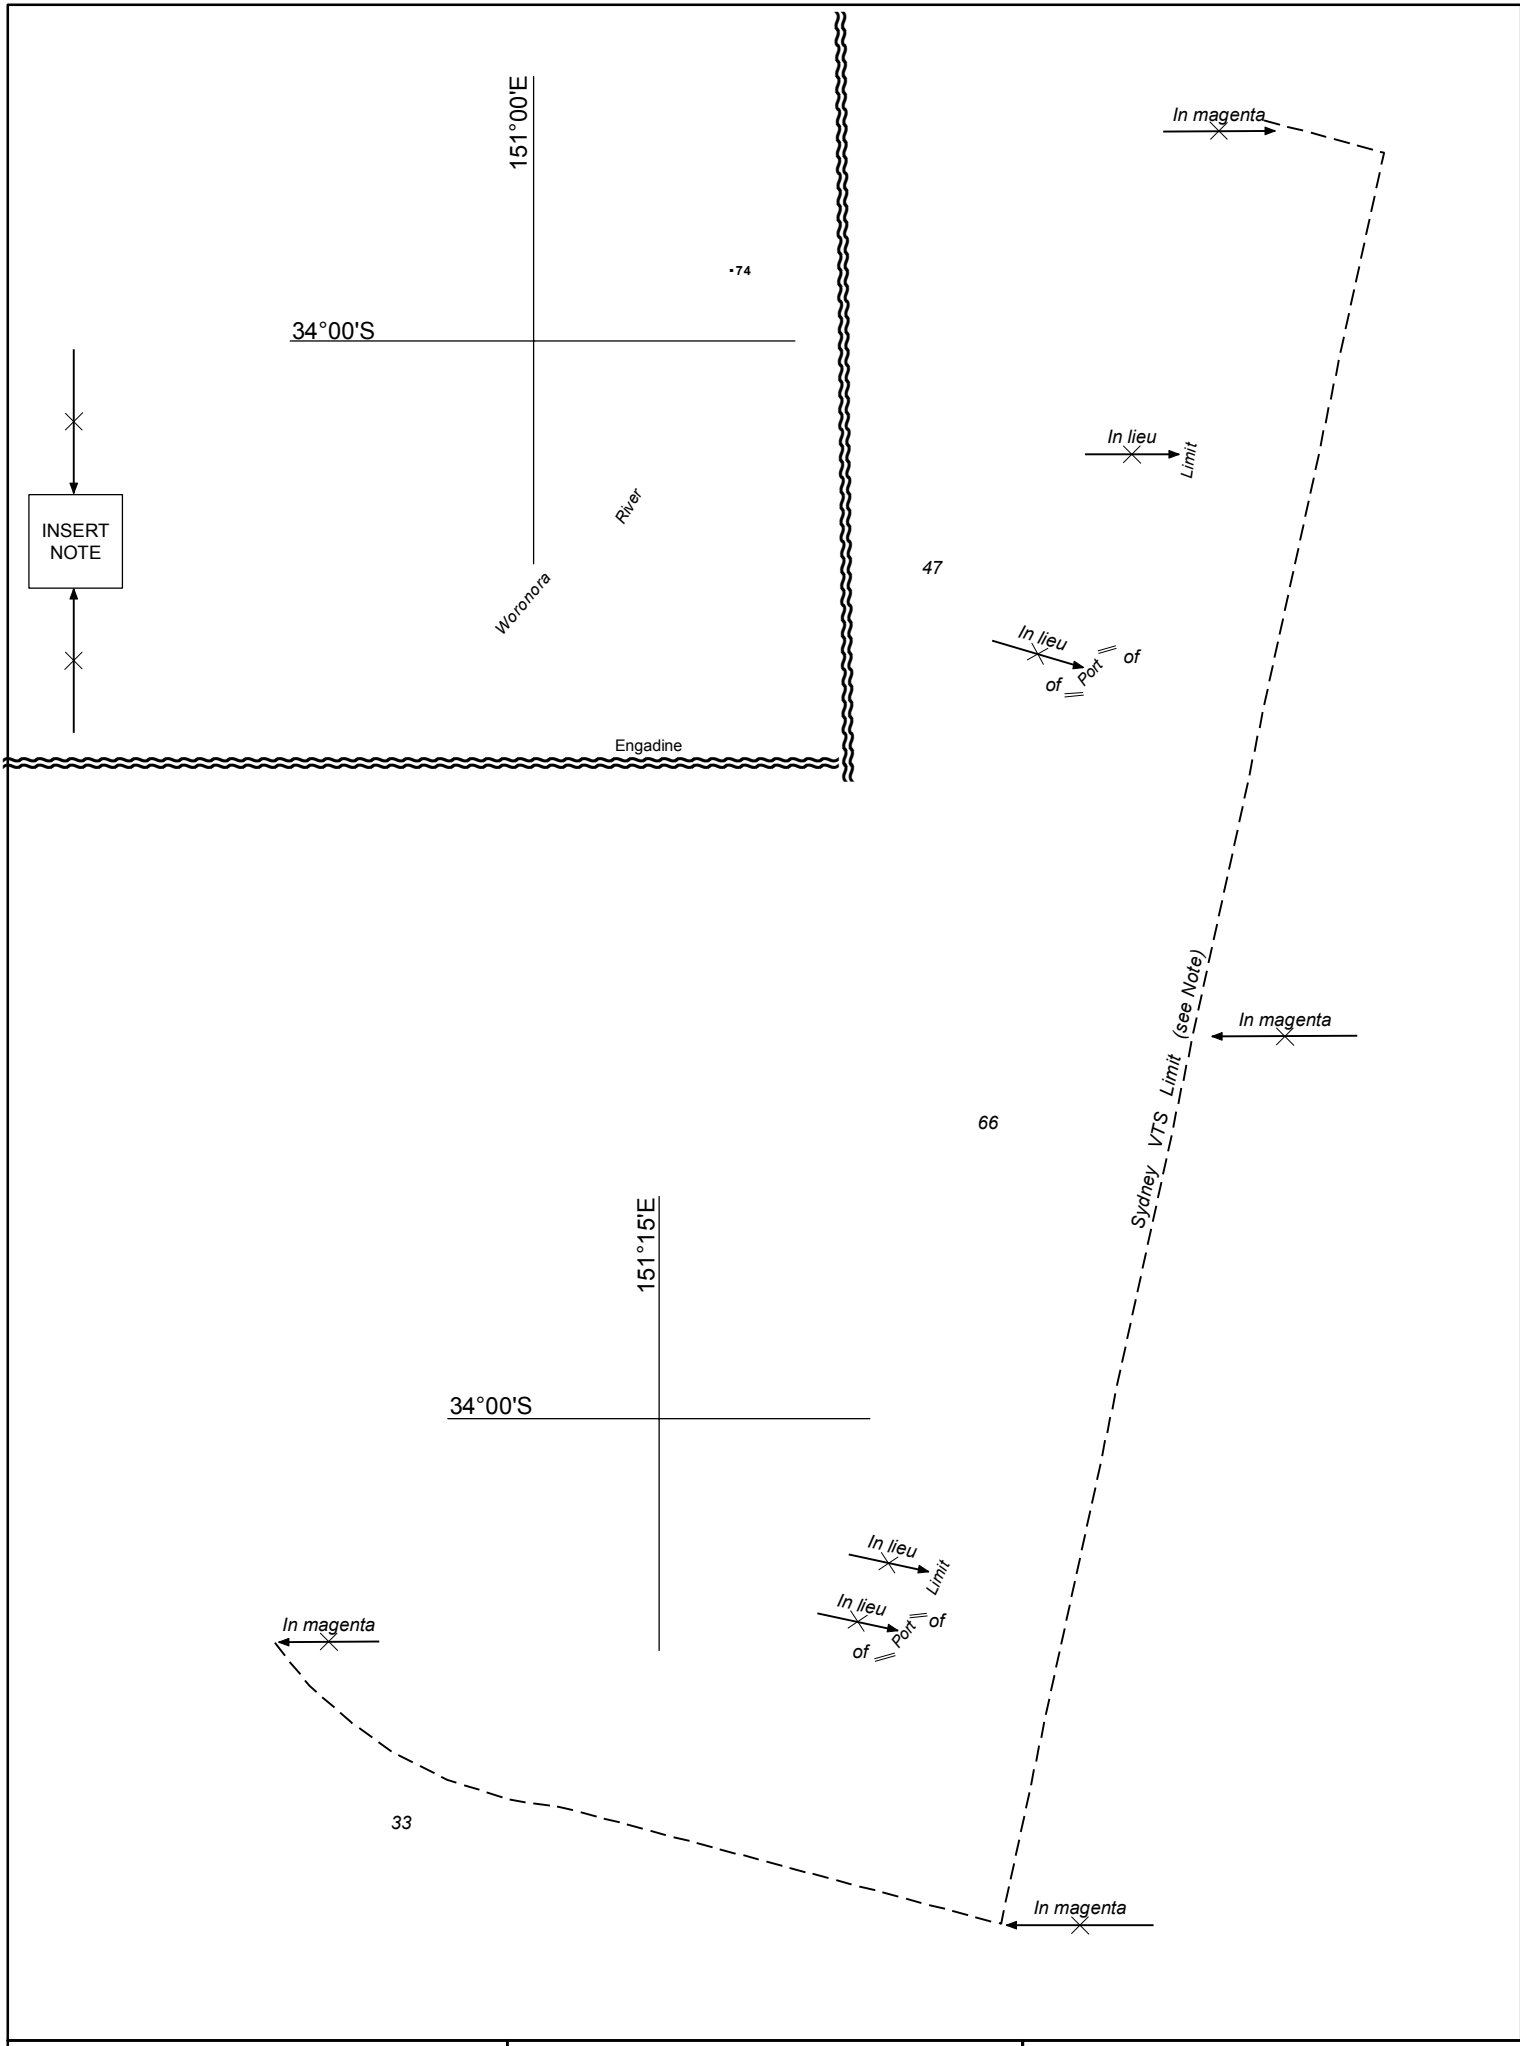 151°00'E
34°00'S
74
INSERT
NOTE
River
Woronora
Engadine
In magenta
In lieu
Limit
47
In lieu
of Port of
Sydney VTS Limit (see Note)
In magenta
66
151°15'E
34°00'S
In lieu
Limit
In lieu
of Port of
In magenta
33
In magenta